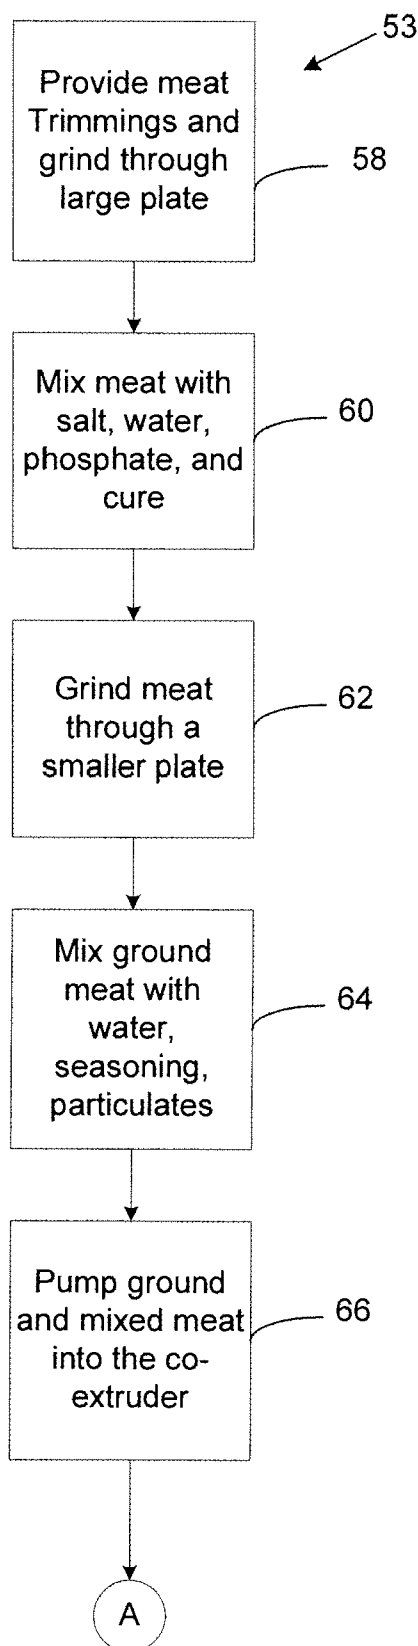 53
Provide meat
Trimmings and
grind through
large plate
58
Mix meat with
salt, water,
phosphate, and
cure
60
Grind meat
through a
smaller plate
62
Mix ground
meat with
water,
seasoning,
particulates
64
Pump ground
and mixed meat
into the co-
extruder
66
A